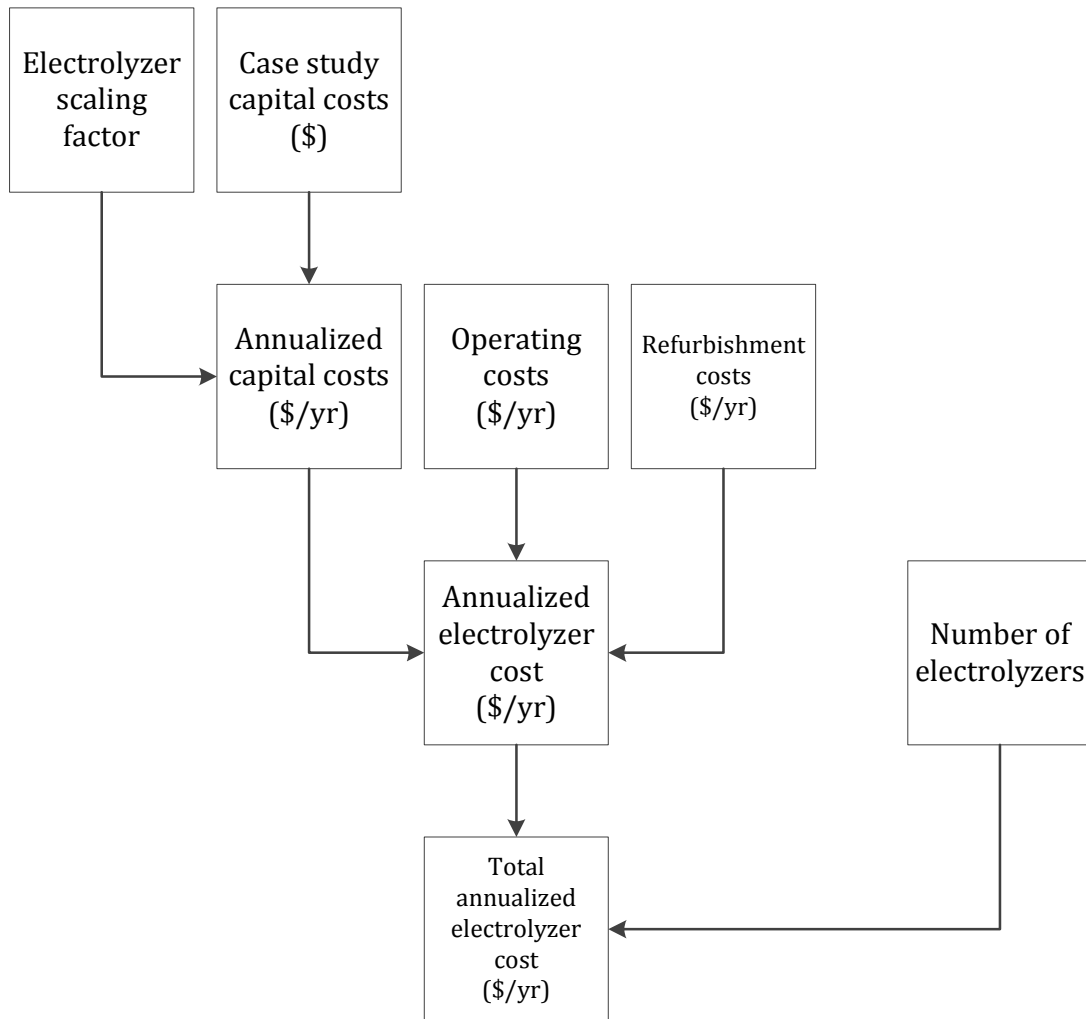 Electrolyzer
scaling
factor
Case study
capital costs
($)
Annualized
capital costs
($/yr)
Operating
costs
($/yr)
Refurbishment
costs
($/yr)
Annualized
electrolyzer
cost
($/yr)
Number of
electrolyzers
Total
annualized
electrolyzer
cost
($/yr)